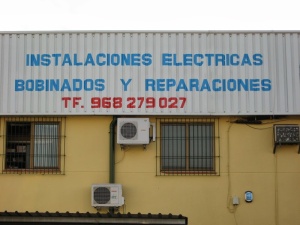 INSTALACIONES ELECTRICAS
BOBINADOS Y REPARACIONES
TF. 968 279 027